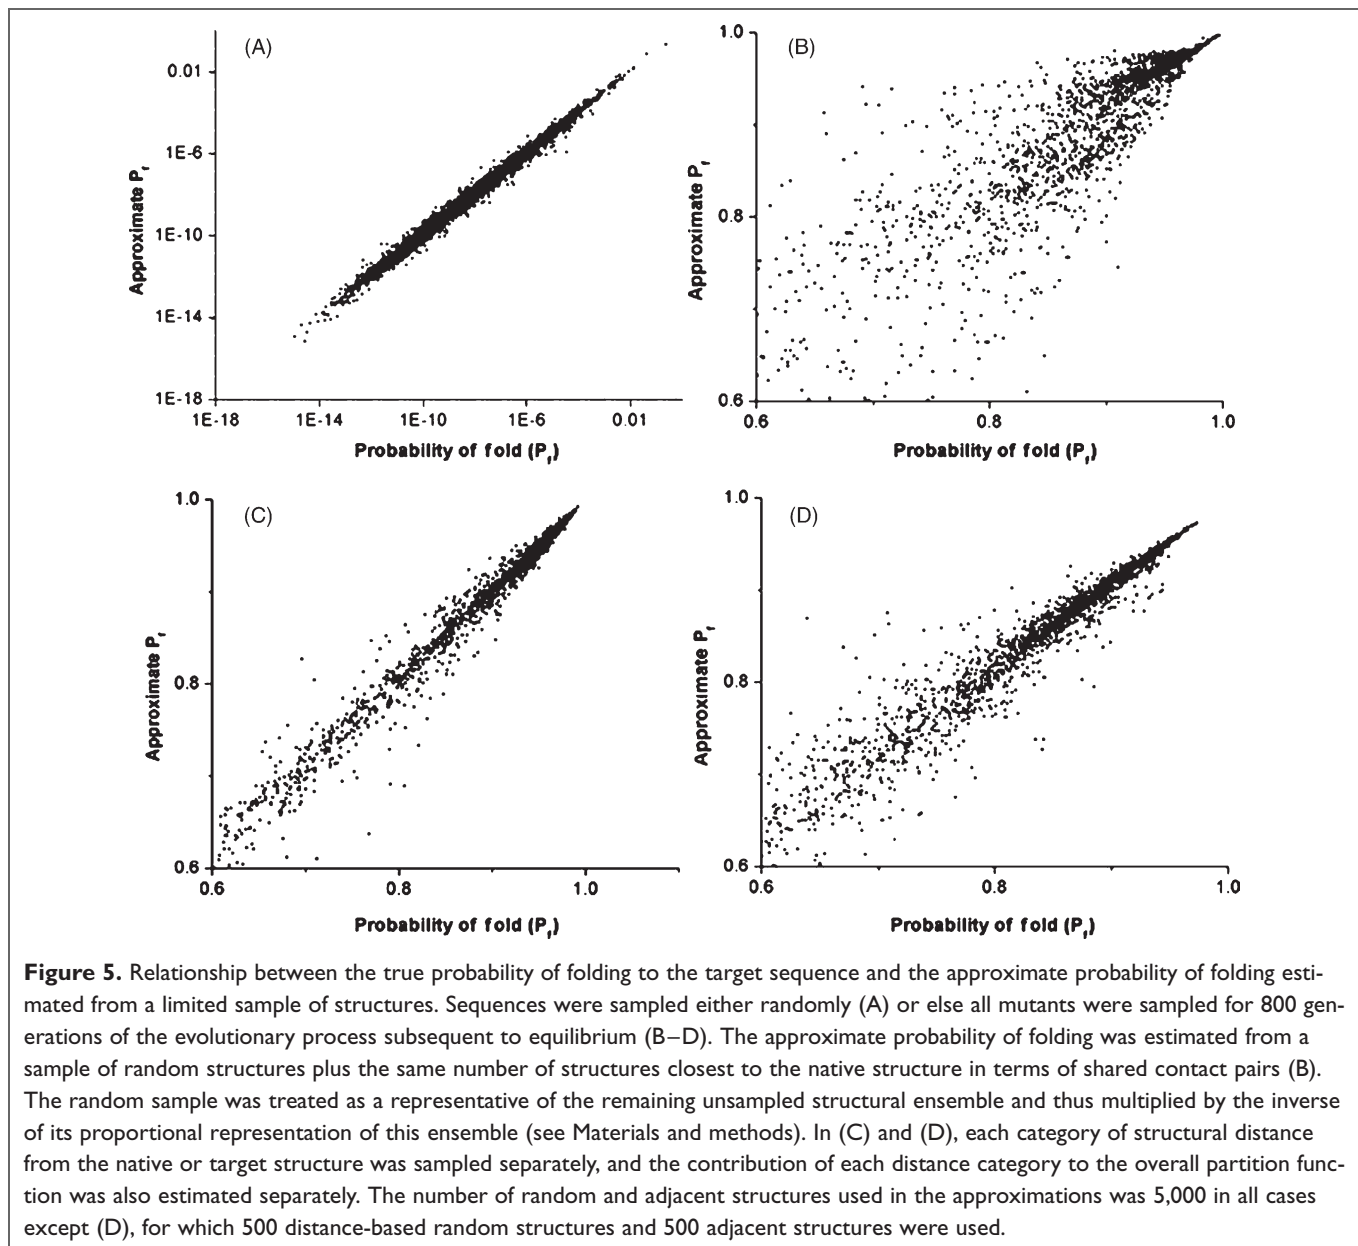 (A)
0.01
1E-6
1E-10
1E-14
1E-18
Approximate P_f
1E-18 1E-14 1E-10 1E-6 0.01
Probability of fold (P_f)
(B)
1.0
0.8
0.6
Approximate P_f
0.6 0.8 1.0
Probability of fold (P_f)
(C)
1.0
0.8
0.6
Approximate P_f
0.6 0.8 1.0
Probability of fold (P_f)
(D)
1.0
0.8
0.6
Approximate P_f
0.6 0.8 1.0
Probability of fold (P_f)
Figure 5. Relationship between the true probability of folding to the target sequence and the approximate probability of folding esti-
mated from a limited sample of structures. Sequences were sampled either randomly (A) or else all mutants were sampled for 800 gen-
erations of the evolutionary process subsequent to equilibrium (B–D). The approximate probability of folding was estimated from a
sample of random structures plus the same number of structures closest to the native structure in terms of shared contact pairs (B).
The random sample was treated as a representative of the remaining unsampled structural ensemble and thus multiplied by the inverse
of its proportional representation of this ensemble (see Materials and methods). In (C) and (D), each category of structural distance
from the native or target structure was sampled separately, and the contribution of each distance category to the overall partition func-
tion was also estimated separately. The number of random and adjacent structures used in the approximations was 5,000 in all cases
except (D), for which 500 distance-based random structures and 500 adjacent structures were used.